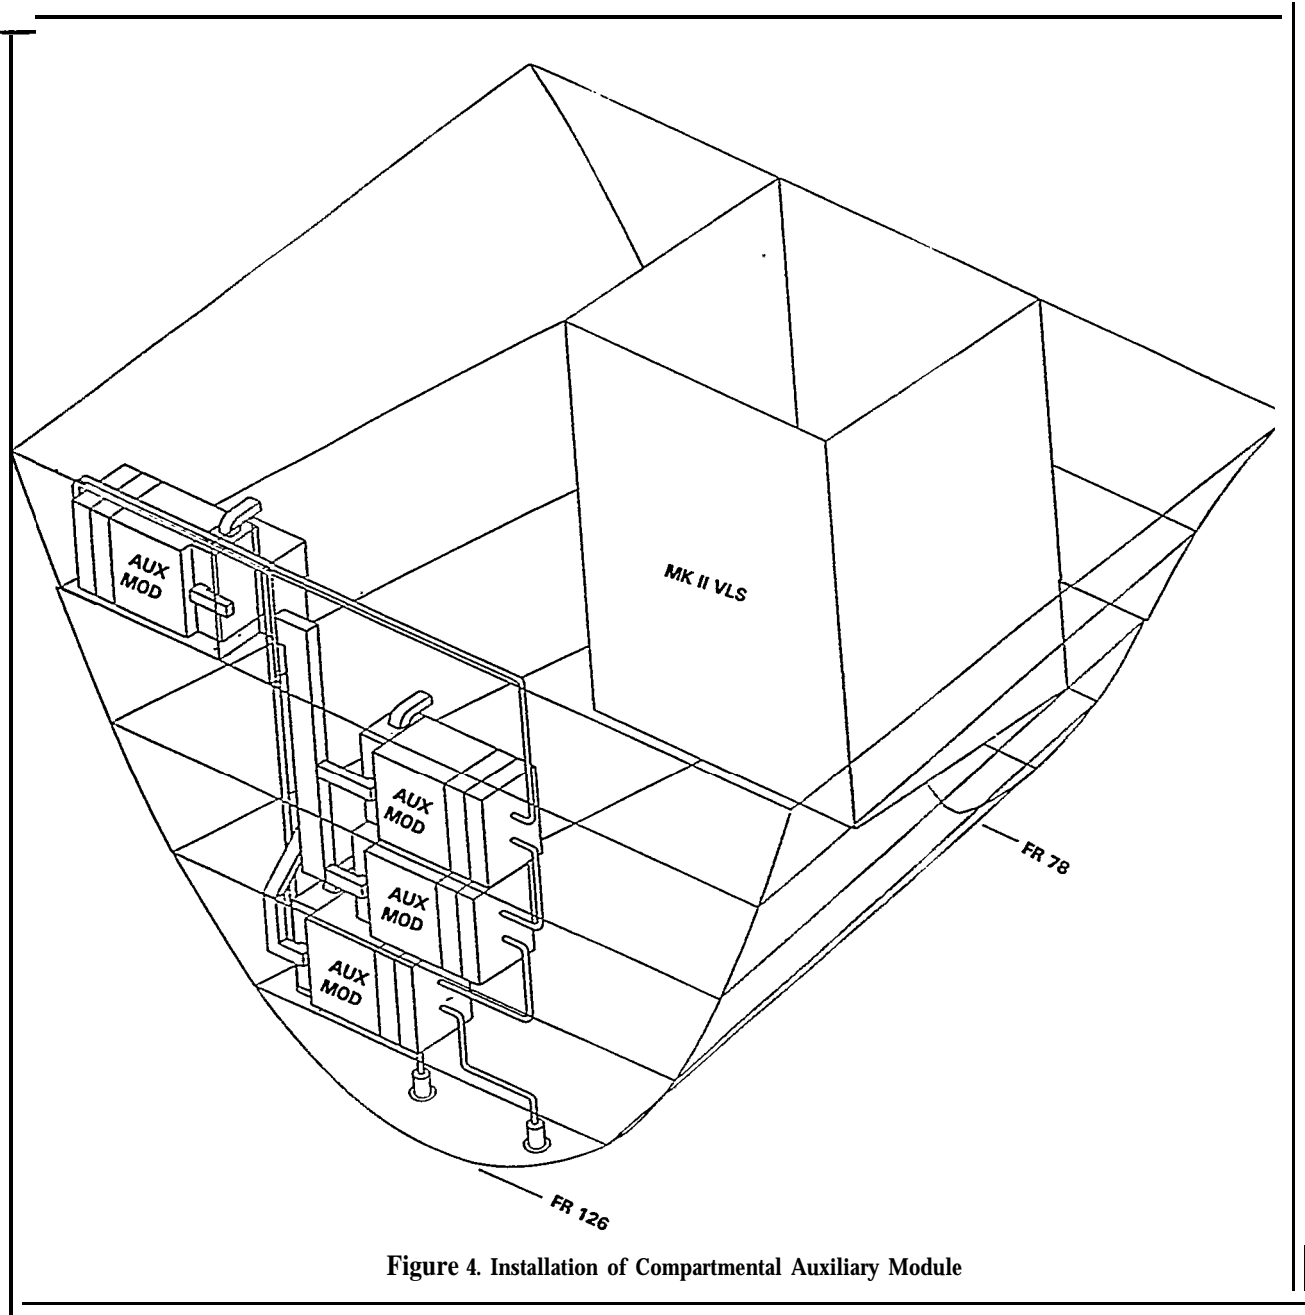 AUX
MOD
MK II VLS
AUX
MOD
FR 78
AUX
MOD
AUX
MOD
FR 126
Figure 4. Installation of Compartmental Auxiliary Module